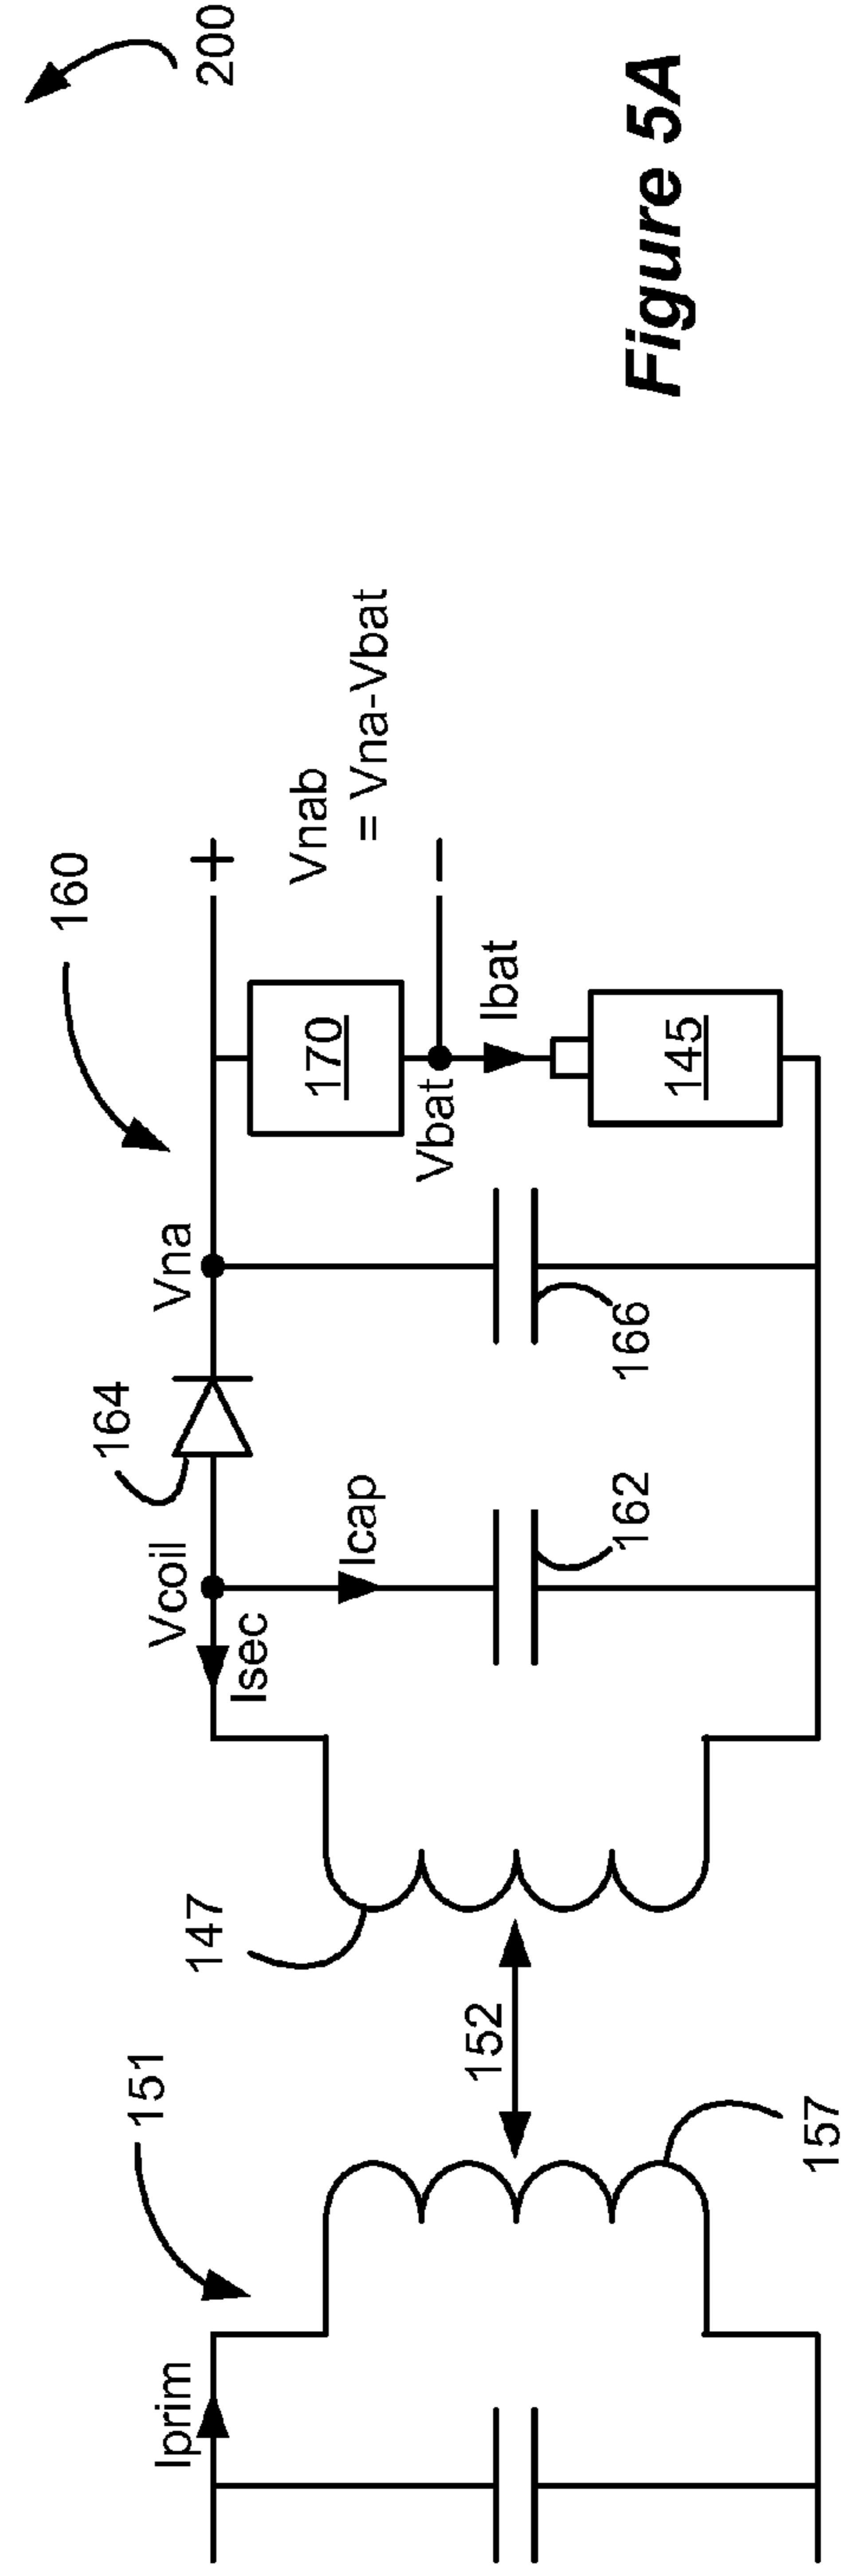 200
160
151
Iprim
152
157
147
Isec
Vcoil
Icap
162
164
Vna
166
170
Vbat
Ibat
145
+
Vnab
= Vna-Vbat
-
Figure 5A